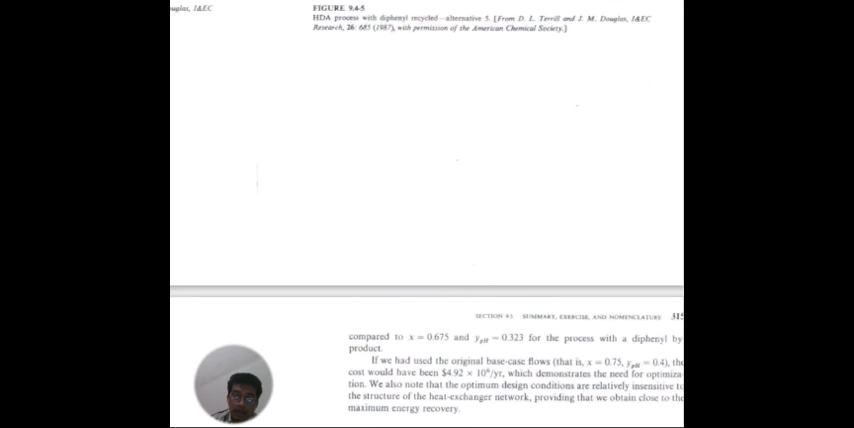 ouglas, I&EC
FIGURE 9.4-5
HDA process with diphenyl recycled—alternative 5. [From D. L. Terrill and J. M. Douglas, I&EC
Research, 26: 685 (1987), with permission of the American Chemical Society.]
SECTION 9.5 SUMMARY, EXERCISE, AND NOMENCLATURE 315
compared to x = 0.675 and ypH = 0.323 for the process with a diphenyl by
product.
If we had used the original base-case flows (that is, x = 0.75, ypH = 0.4), the
cost would have been $4.92 × 10⁶/yr, which demonstrates the need for optimiza
tion. We also note that the optimum design conditions are relatively insensitive to
the structure of the heat-exchanger network, providing that we obtain close to the
maximum energy recovery.